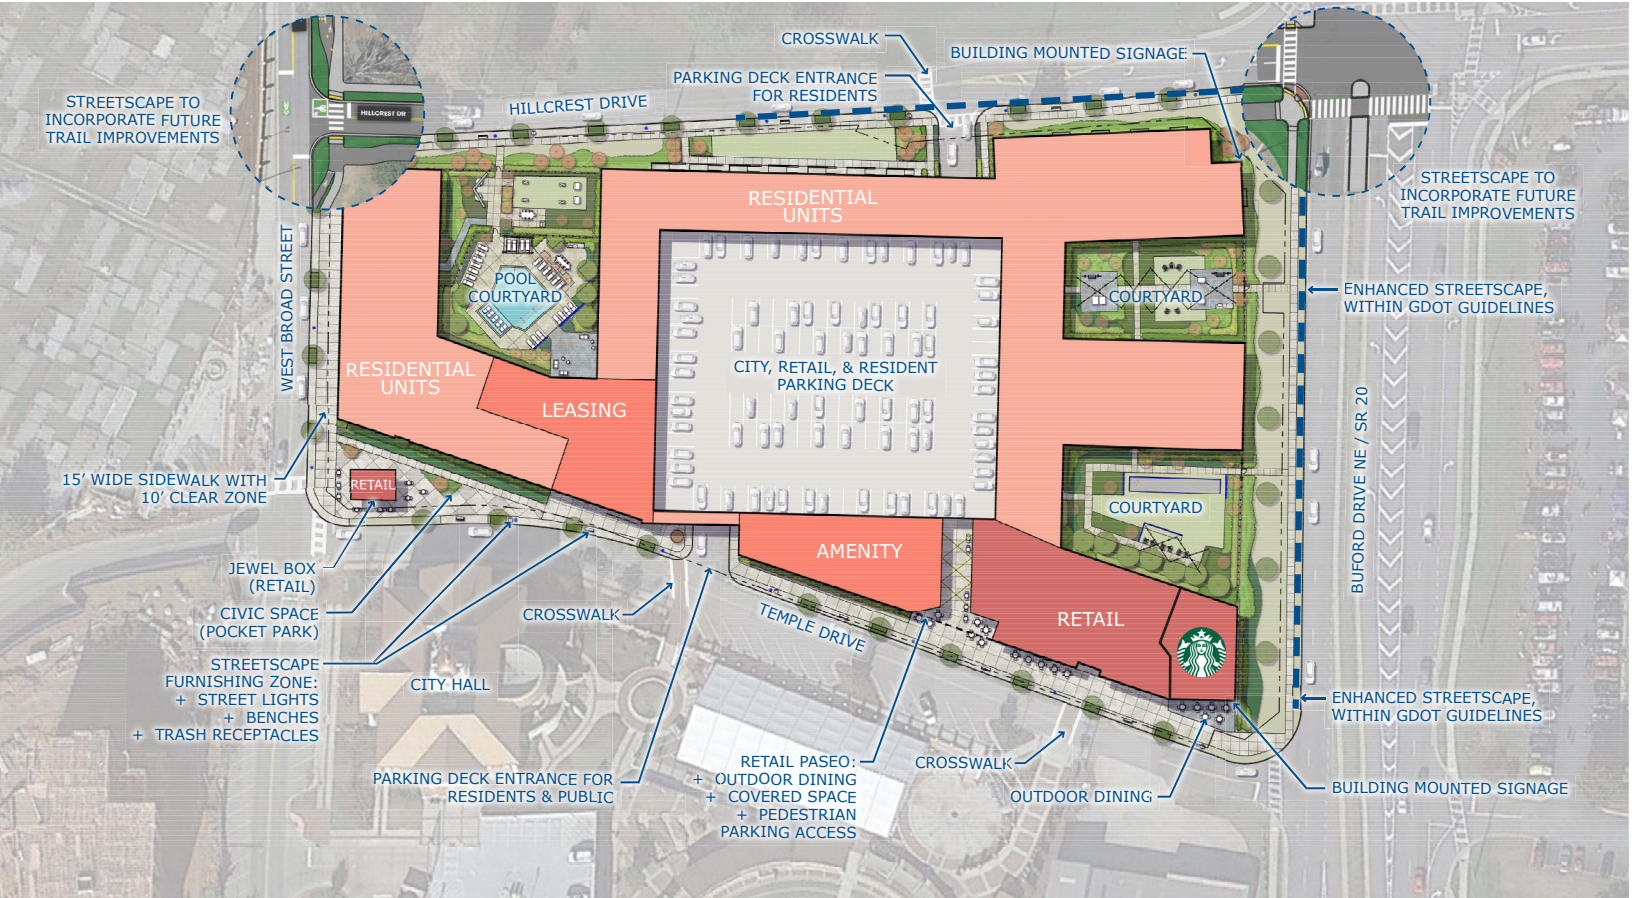 CROSSWALK
BUILDING MOUNTED SIGNAGE
PARKING DECK ENTRANCE
FOR RESIDENTS
HILLCREST DRIVE
STREETSCAPE TO
INCORPORATE FUTURE
TRAIL IMPROVEMENTS
HILLCREST DR
STREETSCAPE TO
INCORPORATE FUTURE
TRAIL IMPROVEMENTS
RESIDENTIAL
UNITS
WEST BROAD STREET
POOL
COURTYARD
COURTYARD
ENHANCED STREETSCAPE,
WITHIN GDOT GUIDELINES
CITY, RETAIL, & RESIDENT
PARKING DECK
RESIDENTIAL
UNITS
LEASING
BUFORD DRIVE NE / SR 20
15’ WIDE SIDEWALK WITH
10’ CLEAR ZONE
RETAIL
COURTYARD
AMENITY
JEWEL BOX
(RETAIL)
CIVIC SPACE
(POCKET PARK)
CROSSWALK
TEMPLE DRIVE
RETAIL
STREETSCAPE
FURNISHING ZONE:
+ STREET LIGHTS
+ BENCHES
+ TRASH RECEPTACLES
CITY HALL
ENHANCED STREETSCAPE,
WITHIN GDOT GUIDELINES
PARKING DECK ENTRANCE FOR
RESIDENTS & PUBLIC
RETAIL PASEO:
+ OUTDOOR DINING
+ COVERED SPACE
+ PEDESTRIAN
PARKING ACCESS
CROSSWALK
OUTDOOR DINING
BUILDING MOUNTED SIGNAGE